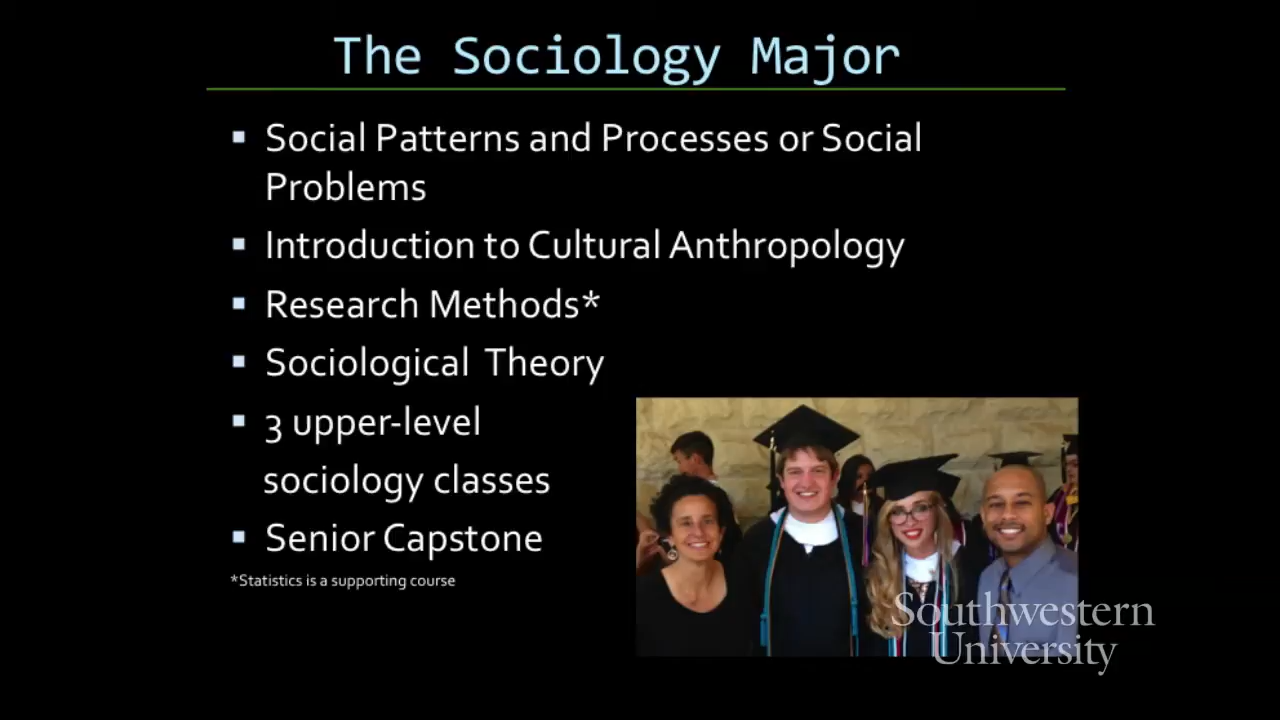 The Sociology Major
Social Patterns and Processes or Social
Problems
Introduction to Cultural Anthropology
Research Methods*
Sociological Theory
3 upper-level
sociology classes
Senior Capstone
*Statistics is a supporting course
Southwestern
University